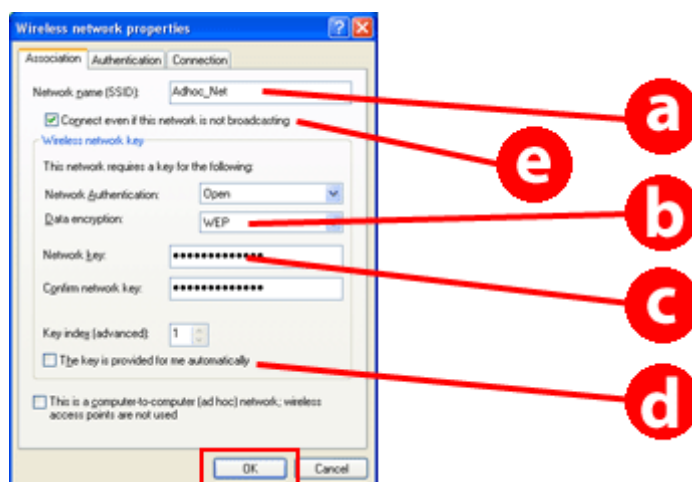 Wireless network properties
Association Authentication Connection
Network name (SSID): Adhoc_Net
Connect even if this network is not broadcasting
Wireless network key
This network requires a key for the following:
Network Authentication: Open
Data encryption: WEP
Network key: •••••••••••••
Confirm network key: •••••••••••••
Key index (advanced): 1
The key is provided for me automatically
This is a computer-to-computer (ad hoc) network; wireless
access points are not used
OK Cancel
a
e
b
c
d